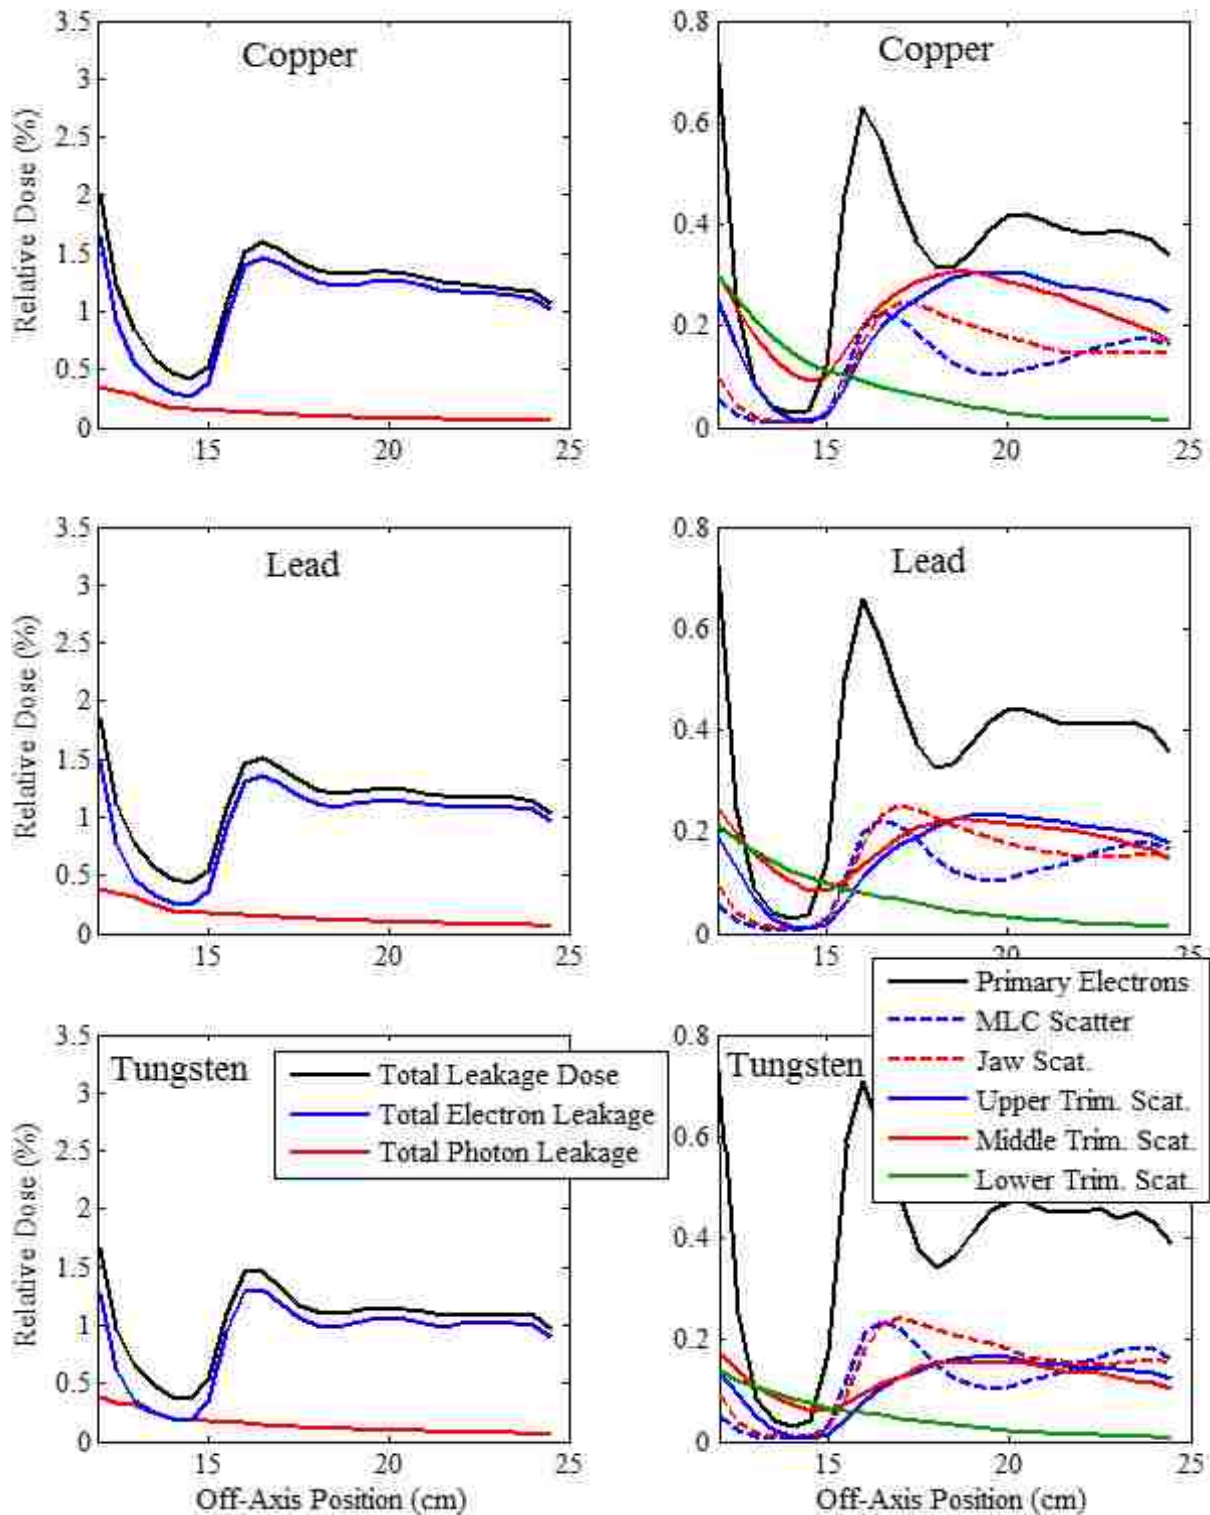 Copper
Relative Dose (%)
3.5
3
2.5
2
1.5
1
0.5
0
15
20
25
Copper
0.8
0.6
0.4
0.2
0
15
20
25
Lead
Relative Dose (%)
3.5
3
2.5
2
1.5
1
0.5
0
15
20
25
Lead
0.8
0.6
0.4
0.2
0
15
20
25
Tungsten
Relative Dose (%)
3.5
3
2.5
2
1.5
1
0.5
0
15
20
25
Off-Axis Position (cm)
Total Leakage Dose
Total Electron Leakage
Total Photon Leakage
Tungsten
0.8
0.6
0.4
0.2
0
15
20
25
Off-Axis Position (cm)
Primary Electrons
MLC Scatter
Jaw Scat.
Upper Trim. Scat.
Middle Trim. Scat.
Lower Trim. Scat.